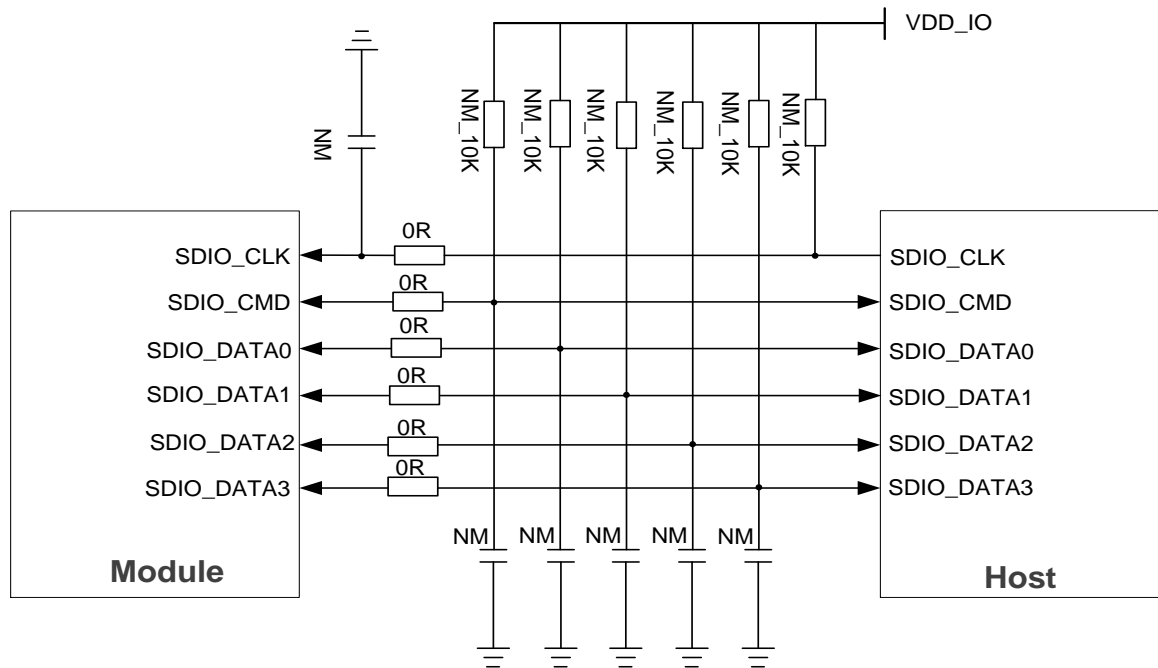 VDD_IO
NM
NM_10K
NM_10K
NM_10K
NM_10K
NM_10K
NM_10K
0R
SDIO_CLK
SDIO_CLK
0R
SDIO_CMD
SDIO_CMD
0R
SDIO_DATA0
SDIO_DATA0
0R
SDIO_DATA1
SDIO_DATA1
0R
SDIO_DATA2
SDIO_DATA2
0R
SDIO_DATA3
SDIO_DATA3
NM NM NM NM NM
Module
Host